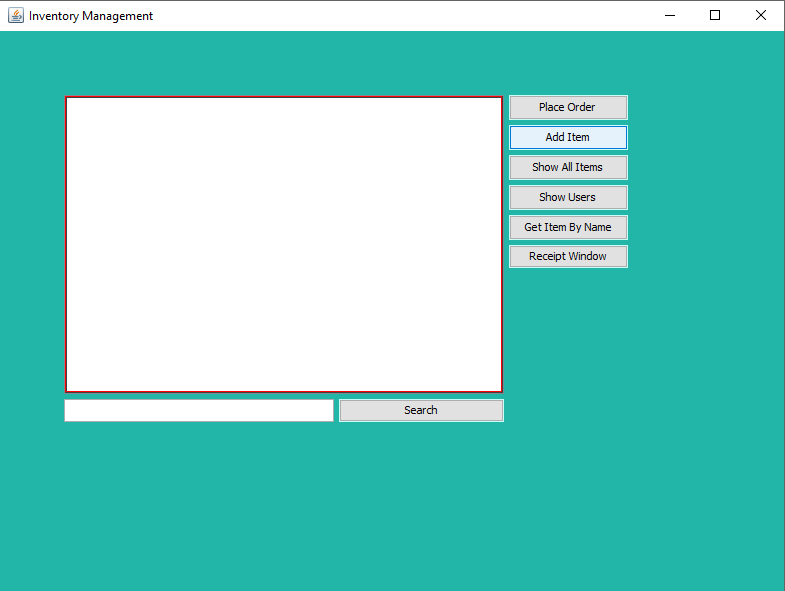 Inventory Management
Place Order
Add Item
Show All Items
Show Users
Get Item By Name
Receipt Window
Search